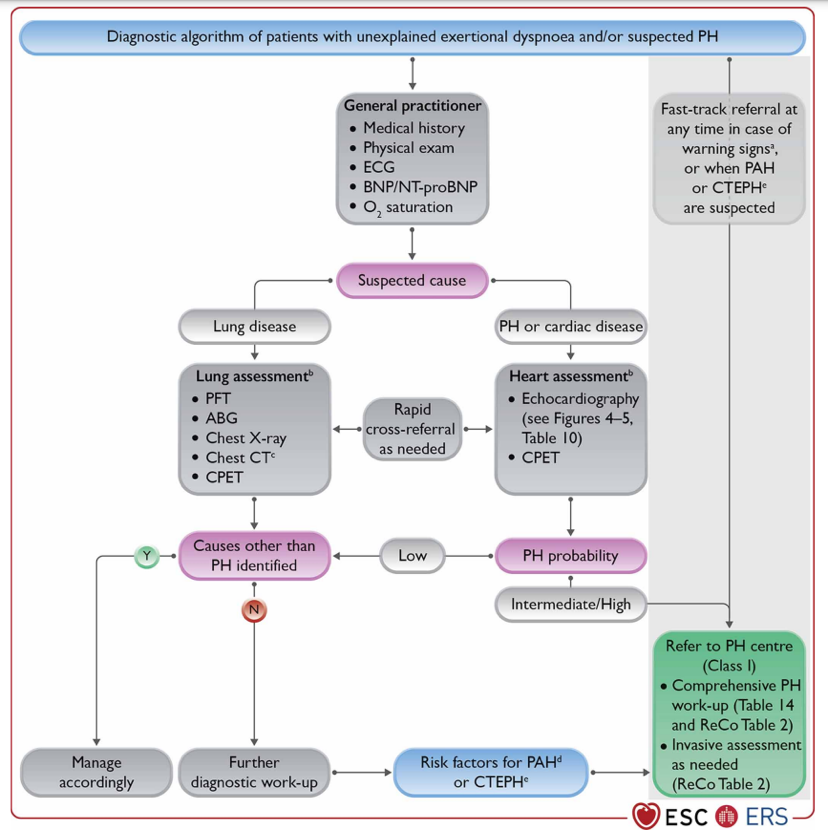 Diagnostic algorithm of patients with unexplained exertional dyspnoea and/or suspected PH
General practitioner
• Medical history
• Physical exam
• ECG
• BNP/NT-proBNP
• O₂ saturation
Fast-track referral at
any time in case of
warning signsᵃ,
or when PAH
or CTEPHᵉ
are suspected
Suspected cause
Lung disease
PH or cardiac disease
Lung assessmentᵇ
• PFT
• ABG
• Chest X-ray
• Chest CTᶜ
• CPET
Rapid
cross-referral
as needed
Heart assessmentᵇ
• Echocardiography
(see Figures 4–5,
Table 10)
• CPET
Y
Causes other than
PH identified
Low
PH probability
N
Intermediate/High
Refer to PH centre
(Class I)
• Comprehensive PH
work-up (Table 14
and ReCo Table 2)
• Invasive assessment
as needed
(ReCo Table 2)
Manage
accordingly
Further
diagnostic work-up
Risk factors for PAHᵈ
or CTEPHᵉ
ESC ERS